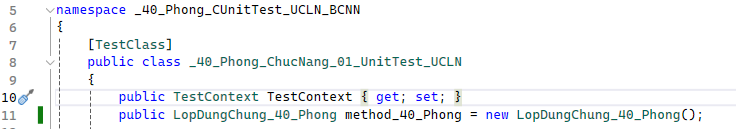 5 namespace _40_Phong_CUnitTest_UCLN_BCNN
6 {
7 [TestClass]
8 public class _40_Phong_ChucNang_01_UnitTest_UCLN
9 {
10 public TestContext TestContext { get; set; }
11 public LopDungChung_40_Phong method_40_Phong = new LopDungChung_40_Phong();